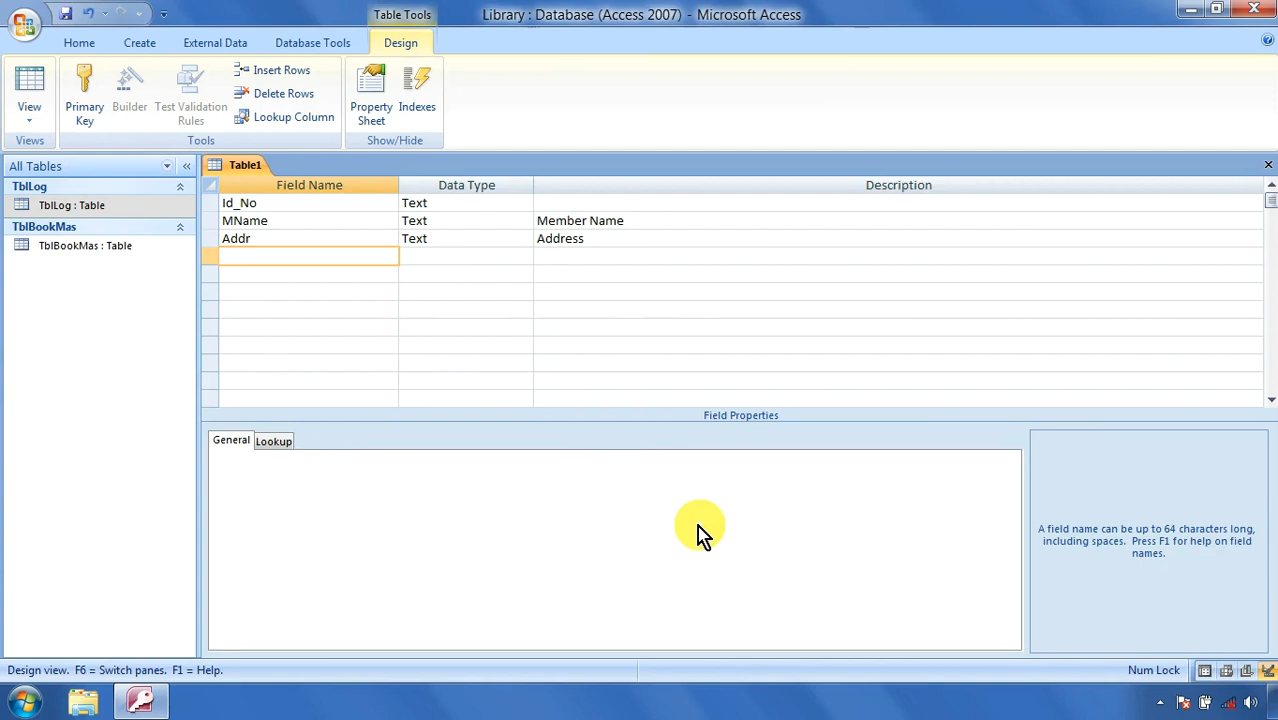 Table Tools
Library : Database (Access 2007) - Microsoft Access
Home
Create
External Data
Database Tools
Design
View
Primary Key
Builder
Test Validation Rules
Insert Rows
Delete Rows
Lookup Column
Property Sheet
Indexes
Views
Tools
Show/Hide
All Tables
TblLog
TblLog : Table
TblBookMas
TblBookMas : Table
Table1
Field Name Data Type Description
Id_No Text
MName Text Member Name
Addr Text Address
Field Properties
General
Lookup
A field name can be up to 64 characters long,
including spaces. Press F1 for help on field
names.
Design view. F6 = Switch panes. F1 = Help.
Num Lock